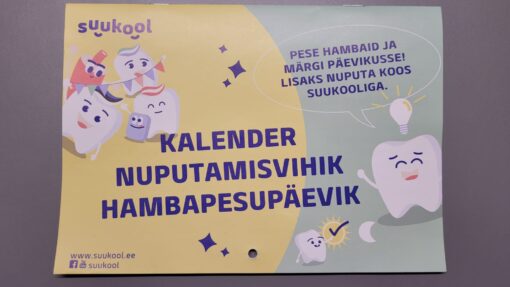 suukool
PESE HAMBAID JA
MÄRGI PÄEVIKUSSE!
LISAKS NUPUTA KOOS
SUUKOOLIGA.
KALENDER
NUPUTAMISVIHIK
HAMBAPESUPÄEVIK
www.suukool.ee
suukool